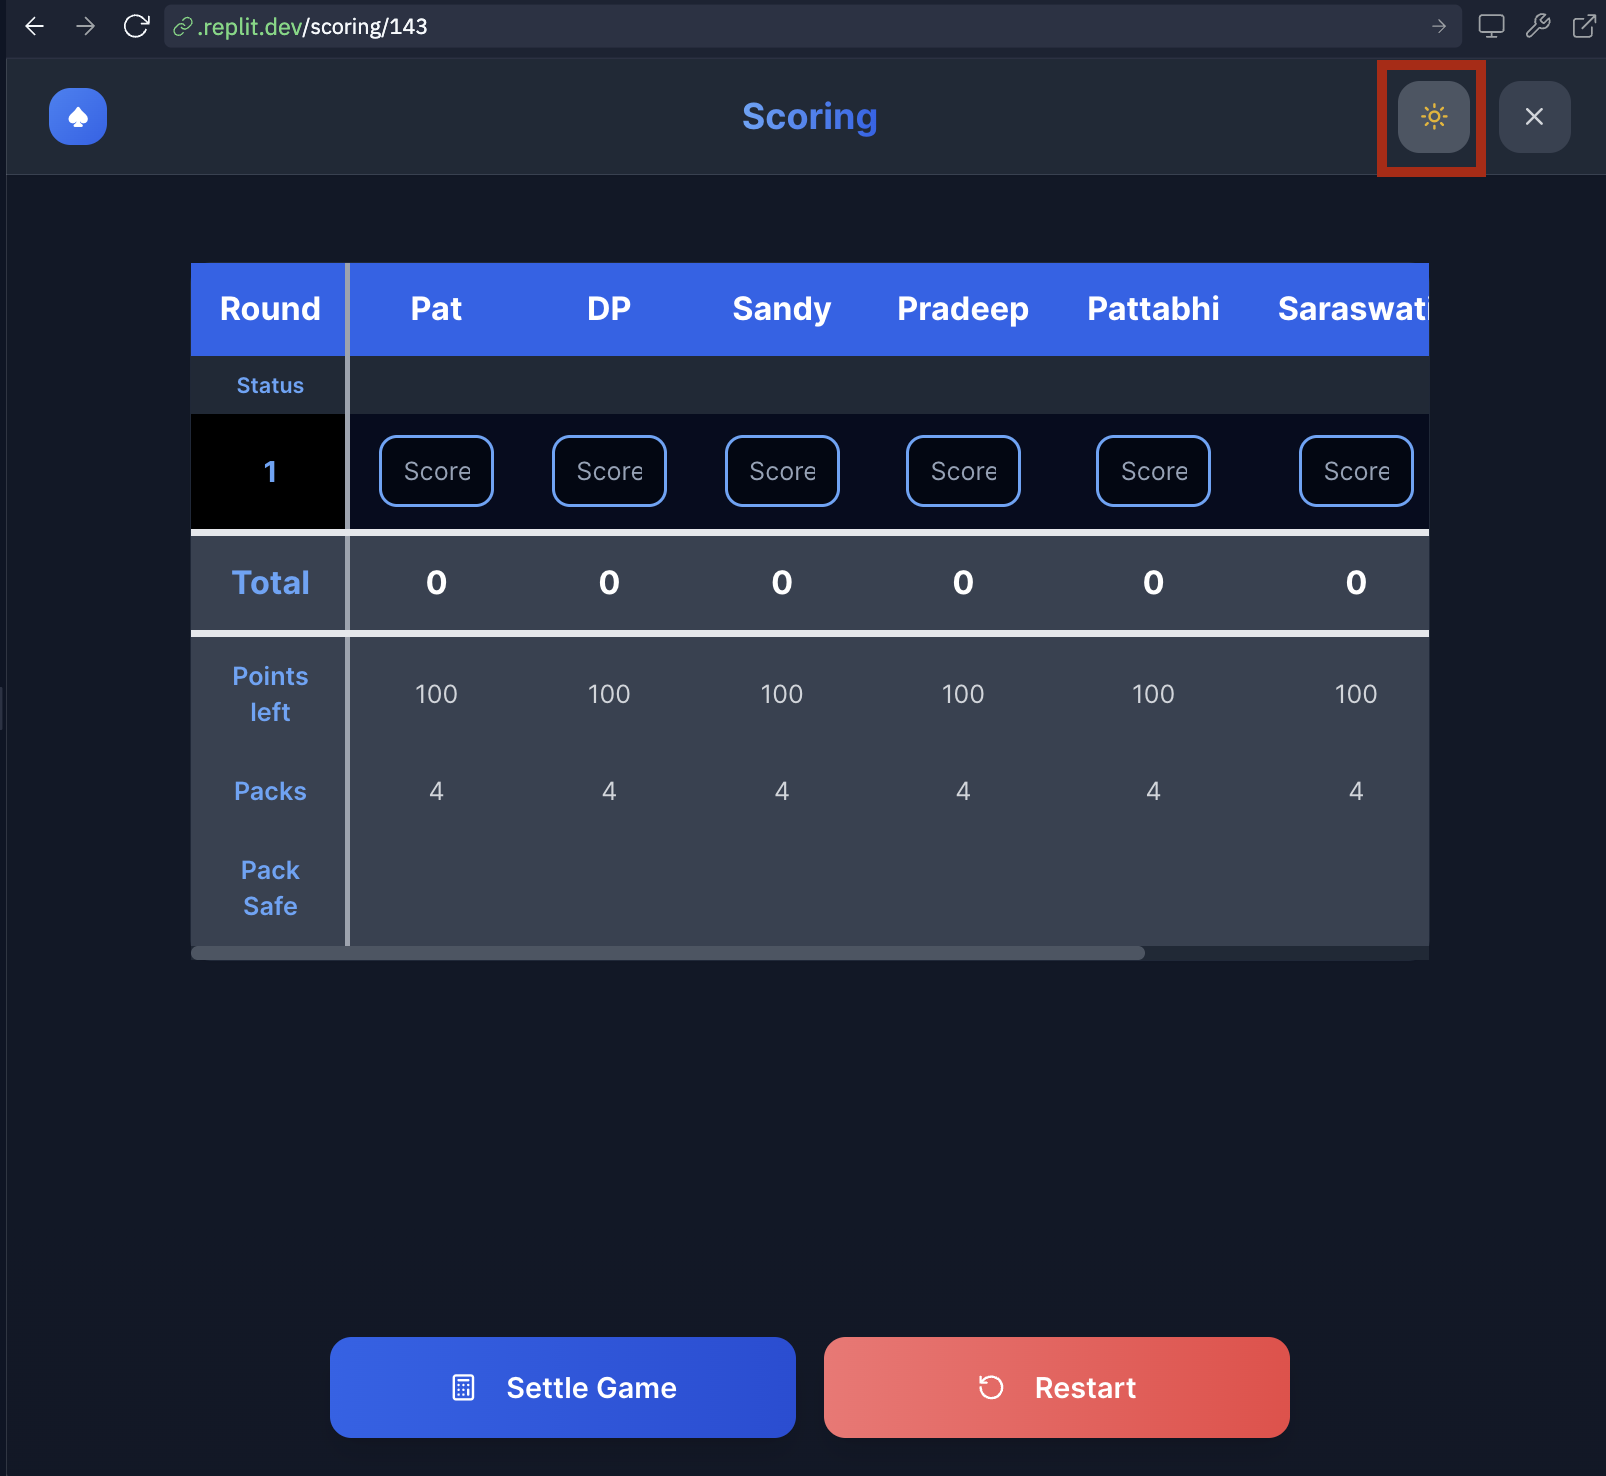 .replit.dev/scoring/143
Scoring
Round Pat DP Sandy Pradeep Pattabhi Saraswati
Status
1 Score Score Score Score Score Score
Total 0 0 0 0 0 0
Points left 100 100 100 100 100 100
Packs 4 4 4 4 4 4
Pack Safe
Settle Game Restart